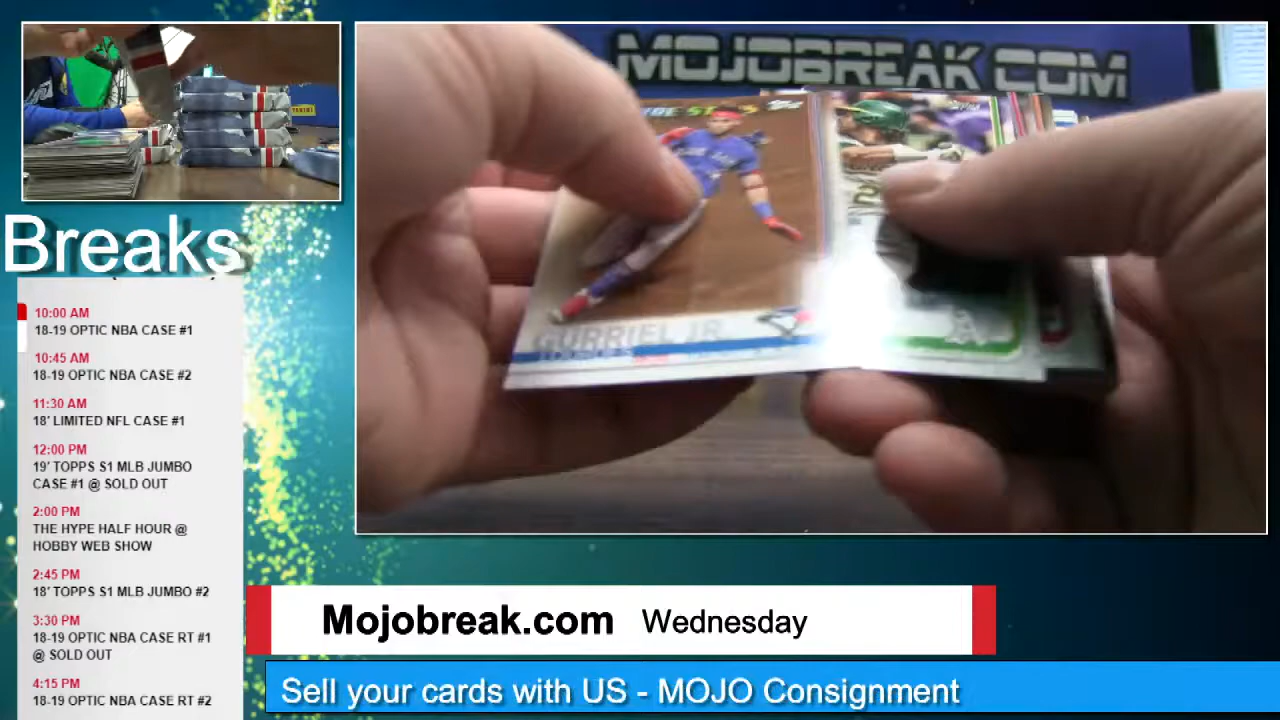 MOJOBREAK COM
GURRIEL JR
LOURDES
Breaks
10:00 AM
18-19 OPTIC NBA CASE #1
10:45 AM
18-19 OPTIC NBA CASE #2
11:30 AM
18' LIMITED NFL CASE #1
12:00 PM
19' TOPPS S1 MLB JUMBO
CASE #1 @ SOLD OUT
2:00 PM
THE HYPE HALF HOUR @
HOBBY WEB SHOW
2:45 PM
18' TOPPS S1 MLB JUMBO #2
3:30 PM
18-19 OPTIC NBA CASE RT #1
@ SOLD OUT
4:15 PM
18-19 OPTIC NBA CASE RT #2
Mojobreak.com Wednesday
Sell your cards with US - MOJO Consignment